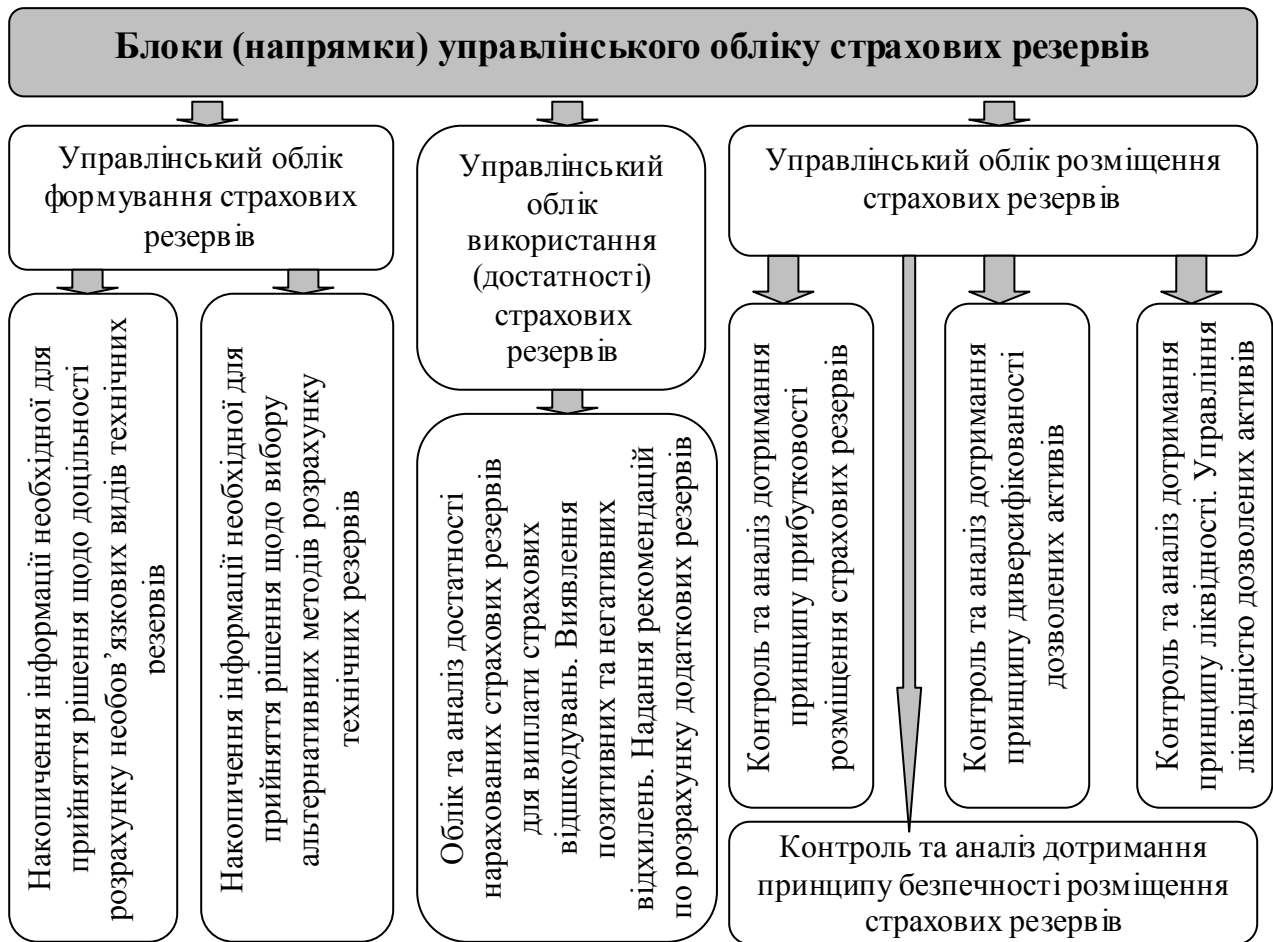 Блоки (напрямки) управлінського обліку страхових резервів
Управлінський облік
формування страхових
резервів
Управлінський
облік
використання
(достатності)
страхових
резервів
Управлінський облік розміщення
страхових резервів
Накопичення інформації необхідної для
прийняття рішення щодо доцільності
розрахунку необов’язкових видів технічних
резервів
Накопичення інформації необхідної для
прийняття рішення щодо вибору
альтернативних методів розрахунку
технічних резервів
Облік та аналіз достатності
нарахованих страхових резервів
для виплати страхових
відшкодувань. Виявлення
позитивних та негативних
відхилень. Надання рекомендацій
по розрахунку додаткових резервів
Контроль та аналіз дотримання
принципу прибутковості
розміщення страхових резервів
Контроль та аналіз дотримання
принципу диверсифікованості
дозволених активів
Контроль та аналіз дотримання
принципу ліквідності. Управління
ліквідністю дозволених активів
Контроль та аналіз дотримання
принципу безпечності розміщення
страхових резервів